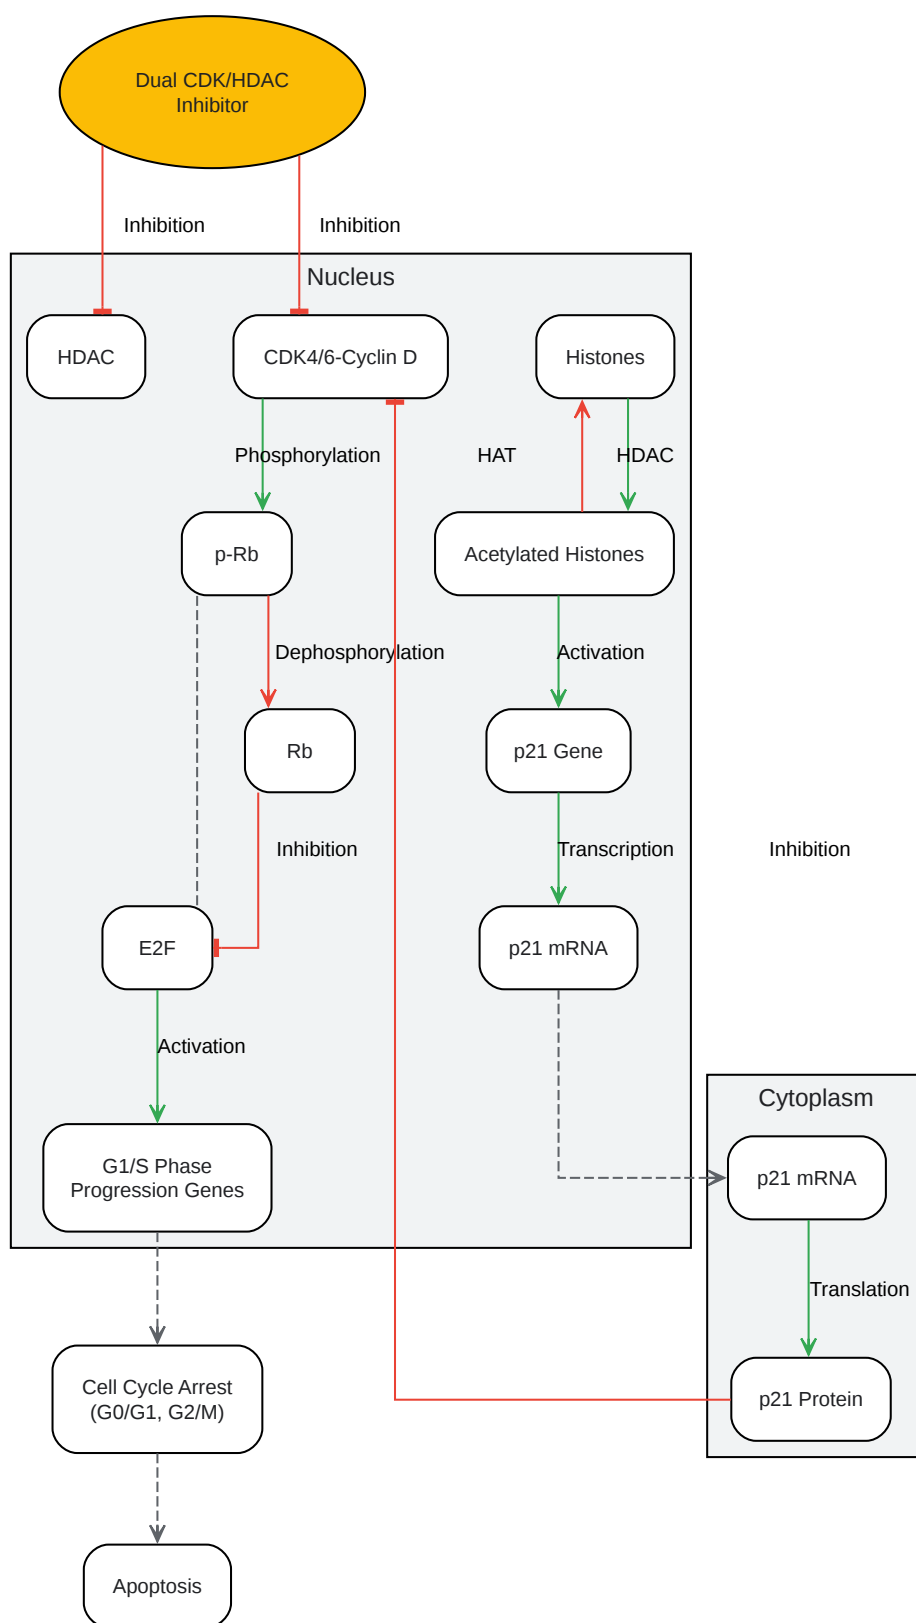 Dual CDK/HDAC
Inhibitor
Inhibition
Inhibition
Nucleus
HDAC
CDK4/6-Cyclin D
Histones
Phosphorylation
HAT
HDAC
p-Rb
Acetylated Histones
Dephosphorylation
Activation
Rb
p21 Gene
Inhibition
Transcription
Inhibition
E2F
p21 mRNA
Activation
Cytoplasm
G1/S Phase
Progression Genes
p21 mRNA
Translation
Cell Cycle Arrest
(G0/G1, G2/M)
p21 Protein
Apoptosis